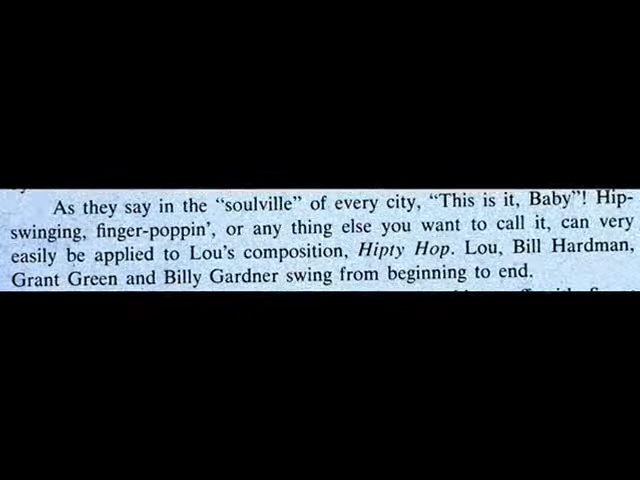 As they say in the "soulville" of every city, "This is it, Baby"! Hip-
swinging, finger-poppin', or any thing else you want to call it, can very
easily be applied to Lou's composition, Hipty Hop. Lou, Bill Hardman,
Grant Green and Billy Gardner swing from beginning to end.